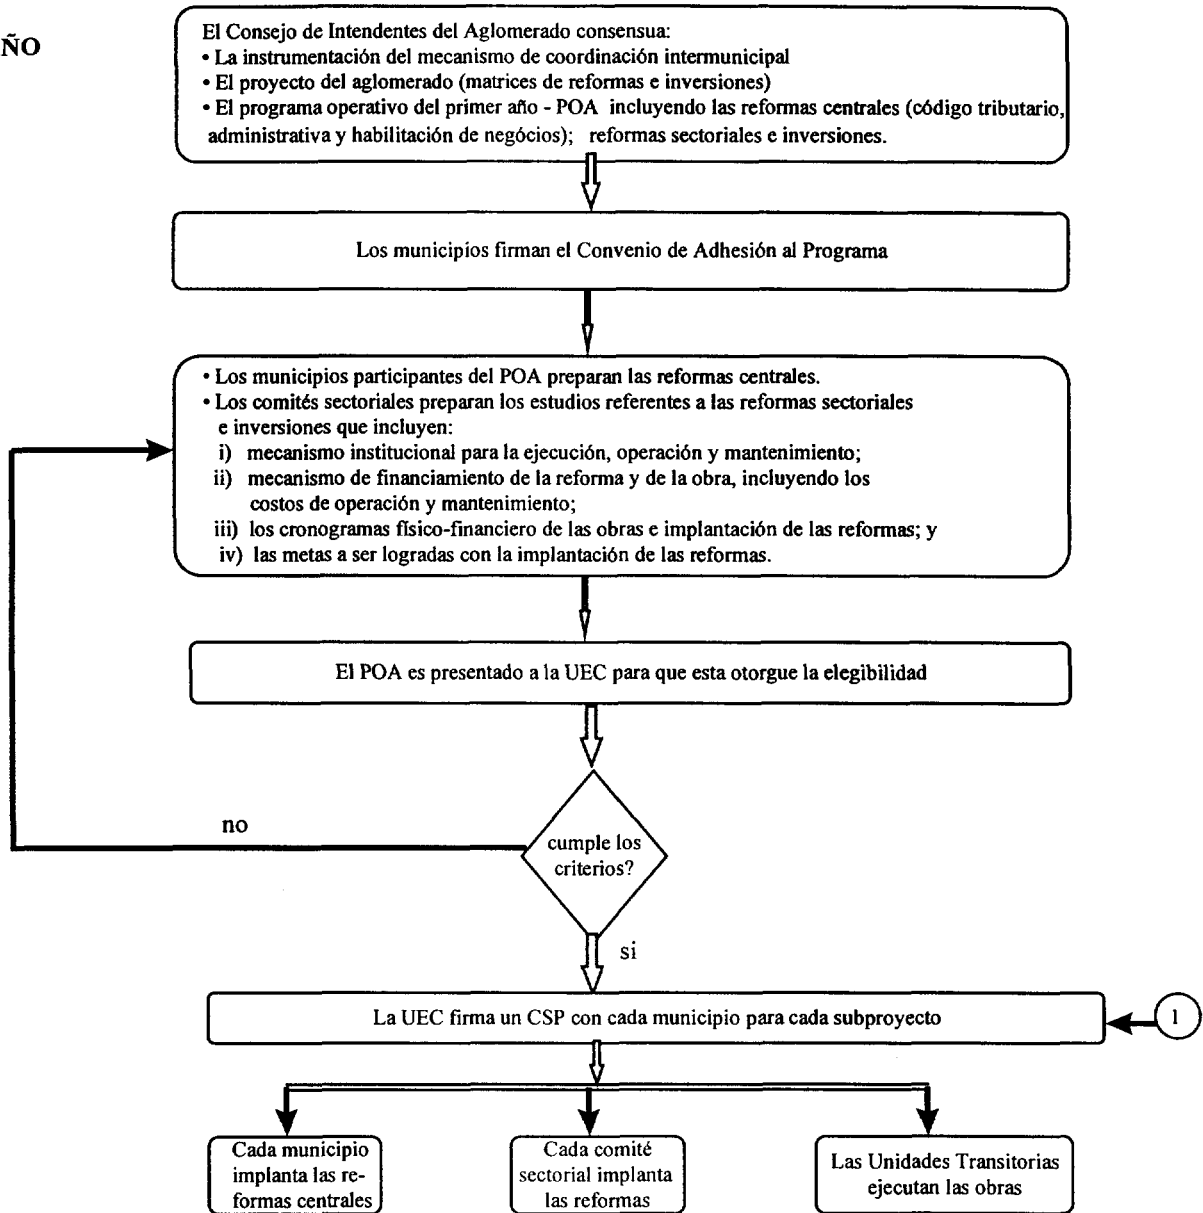 ÑO
El Consejo de Intendentes del Aglomerado consensua:
• La instrumentación del mecanismo de coordinación intermunicipal
• El proyecto del aglomerado (matrices de reformas e inversiones)
• El programa operativo del primer año - POA incluyendo las reformas centrales (código tributario,
administrativa y habilitación de negócios); reformas sectoriales e inversiones.
Los municipios firman el Convenio de Adhesión al Programa
• Los municipios participantes del POA preparan las reformas centrales.
• Los comités sectoriales preparan los estudios referentes a las reformas sectoriales
e inversiones que incluyen:
i) mecanismo institucional para la ejecución, operación y mantenimiento;
ii) mecanismo de financiamiento de la reforma y de la obra, incluyendo los
costos de operación y mantenimiento;
iii) los cronogramas físico-financiero de las obras e implantación de las reformas; y
iv) las metas a ser logradas con la implantación de las reformas.
El POA es presentado a la UEC para que esta otorgue la elegibilidad
no
cumple los
criterios?
si
La UEC firma un CSP con cada municipio para cada subproyecto
1
Cada municipio
implanta las re-
formas centrales
Cada comité
sectorial implanta
las reformas
Las Unidades Transitorias
ejecutan las obras